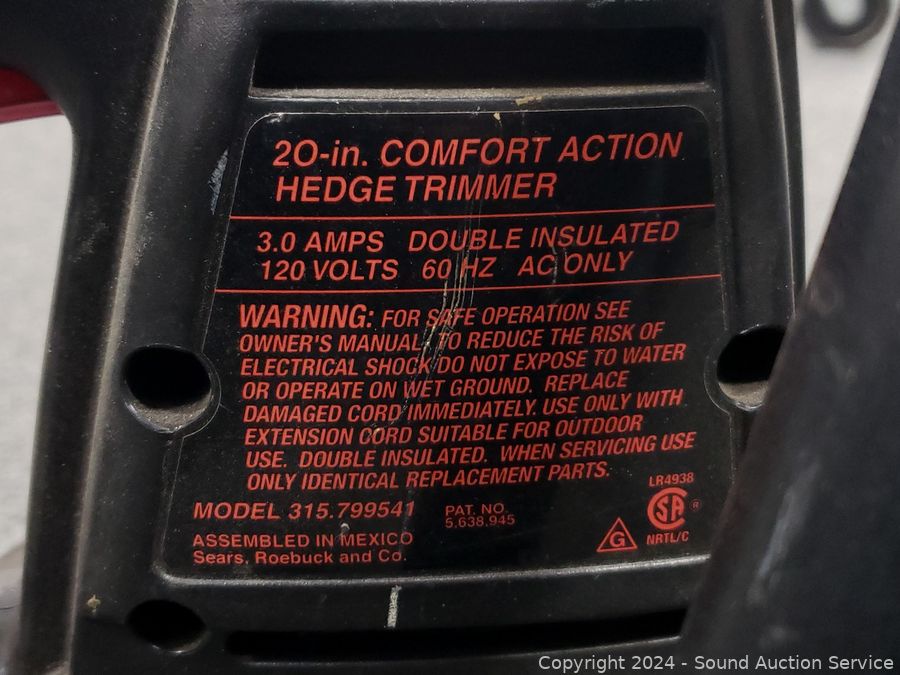 20-in. COMFORT ACTION
HEDGE TRIMMER
3.0 AMPS DOUBLE INSULATED
120 VOLTS 60 HZ AC ONLY
WARNING: FOR SAFE OPERATION SEE
OWNER'S MANUAL. TO REDUCE THE RISK OF
ELECTRICAL SHOCK DO NOT EXPOSE TO WATER
OR OPERATE ON WET GROUND. REPLACE
DAMAGED CORD IMMEDIATELY. USE ONLY WITH
EXTENSION CORD SUITABLE FOR OUTDOOR
USE. DOUBLE INSULATED. WHEN SERVICING USE
ONLY IDENTICAL REPLACEMENT PARTS.
MODEL 315.799541
PAT. NO.
5,638,945
ASSEMBLED IN MEXICO
Sears, Roebuck and Co.
G
LR4938
SA ®
NRTL/C
Copyright 2024 - Sound Auction Service